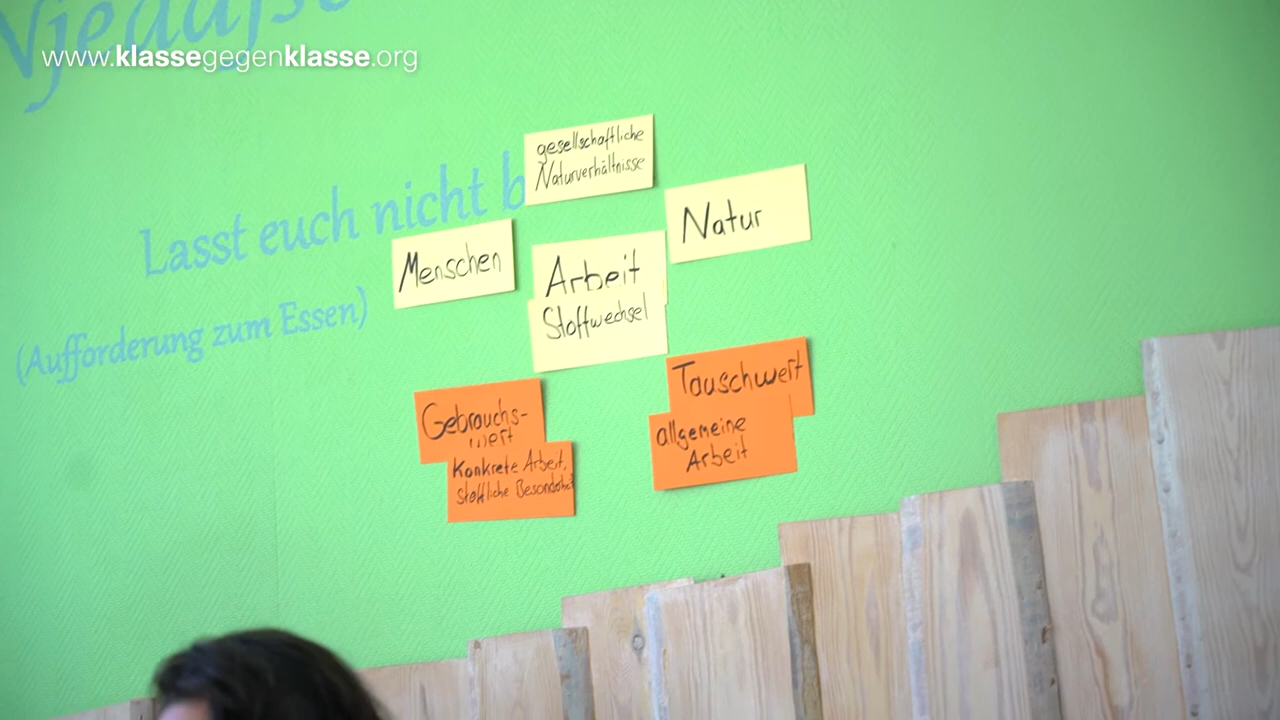 www.klassegegenklasse.org
gesellschaftliche
Naturverhältnisse
Natur
Lasst euch nicht b
Menschen
Arbeit
Stoffwechsel
(Aufforderung zum Essen)
Tauschwert
allgemeine
Arbeit
Gebrauchs-
wert
Konkrete Arbeit,
stoffliche